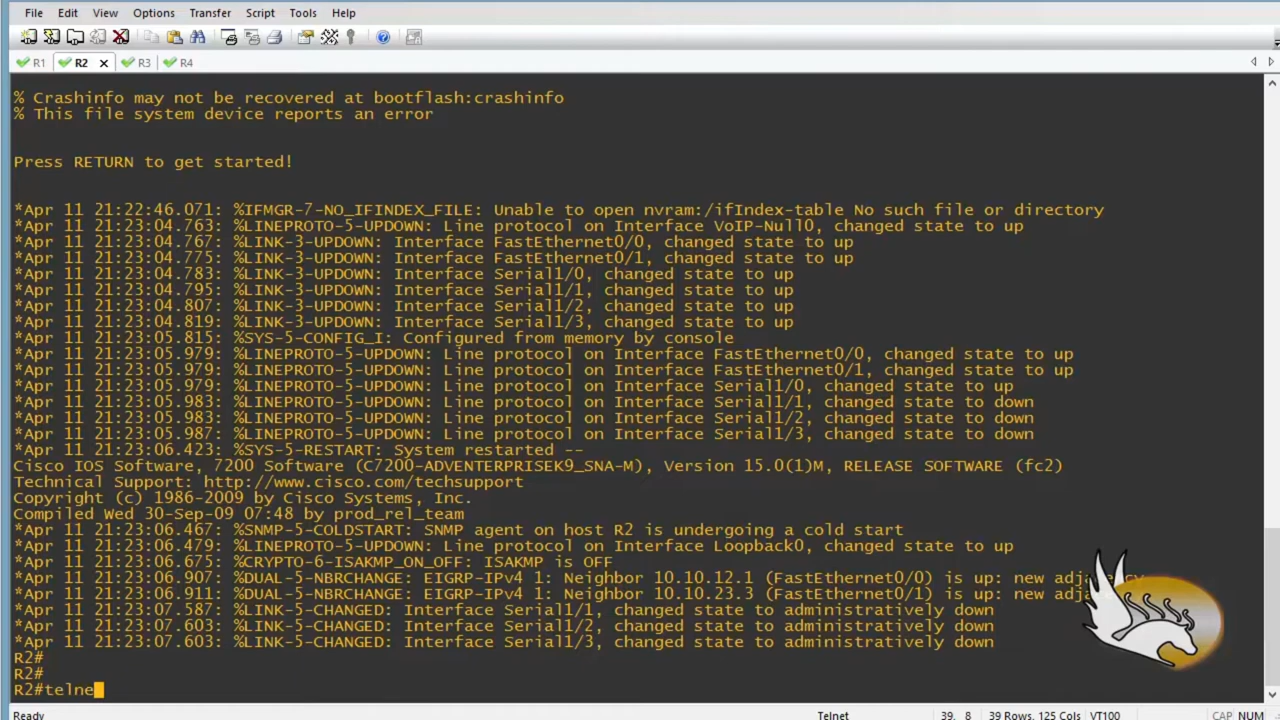 File Edit View Options Transfer Script Tools Help
R1 R2 x R3 R4
% Crashinfo may not be recovered at bootflash:crashinfo
% This file system device reports an error
Press RETURN to get started!
*Apr 11 21:22:46.071: %IFMGR-7-NO_IFINDEX_FILE: Unable to open nvram:/ifIndex-table No such file or directory
*Apr 11 21:23:04.763: %LINEPROTO-5-UPDOWN: Line protocol on Interface VoIP-Null0, changed state to up
*Apr 11 21:23:04.767: %LINK-3-UPDOWN: Interface FastEthernet0/0, changed state to up
*Apr 11 21:23:04.775: %LINK-3-UPDOWN: Interface FastEthernet0/1, changed state to up
*Apr 11 21:23:04.783: %LINK-3-UPDOWN: Interface Serial1/0, changed state to up
*Apr 11 21:23:04.795: %LINK-3-UPDOWN: Interface Serial1/1, changed state to up
*Apr 11 21:23:04.807: %LINK-3-UPDOWN: Interface Serial1/2, changed state to up
*Apr 11 21:23:04.819: %LINK-3-UPDOWN: Interface Serial1/3, changed state to up
*Apr 11 21:23:05.815: %SYS-5-CONFIG_I: Configured from memory by console
*Apr 11 21:23:05.979: %LINEPROTO-5-UPDOWN: Line protocol on Interface FastEthernet0/0, changed state to up
*Apr 11 21:23:05.979: %LINEPROTO-5-UPDOWN: Line protocol on Interface FastEthernet0/1, changed state to up
*Apr 11 21:23:05.979: %LINEPROTO-5-UPDOWN: Line protocol on Interface Serial1/0, changed state to up
*Apr 11 21:23:05.983: %LINEPROTO-5-UPDOWN: Line protocol on Interface Serial1/1, changed state to down
*Apr 11 21:23:05.983: %LINEPROTO-5-UPDOWN: Line protocol on Interface Serial1/2, changed state to down
*Apr 11 21:23:05.987: %LINEPROTO-5-UPDOWN: Line protocol on Interface Serial1/3, changed state to down
*Apr 11 21:23:06.423: %SYS-5-RESTART: System restarted --
Cisco IOS Software, 7200 Software (C7200-ADVENTERPRISEK9_SNA-M), Version 15.0(1)M, RELEASE SOFTWARE (fc2)
Technical Support: http://www.cisco.com/techsupport
Copyright (c) 1986-2009 by Cisco Systems, Inc.
Compiled Wed 30-Sep-09 07:48 by prod_rel_team
*Apr 11 21:23:06.467: %SNMP-5-COLDSTART: SNMP agent on host R2 is undergoing a cold start
*Apr 11 21:23:06.479: %LINEPROTO-5-UPDOWN: Line protocol on Interface Loopback0, changed state to up
*Apr 11 21:23:06.675: %CRYPTO-6-ISAKMP_ON_OFF: ISAKMP is OFF
*Apr 11 21:23:06.907: %DUAL-5-NBRCHANGE: EIGRP-IPv4 1: Neighbor 10.10.12.1 (FastEthernet0/0) is up: new
*Apr 11 21:23:06.911: %DUAL-5-NBRCHANGE: EIGRP-IPv4 1: Neighbor 10.10.23.3 (FastEthernet0/1) is up: new
*Apr 11 21:23:07.587: %LINK-5-CHANGED: Interface Serial1/1, changed state to administratively down
*Apr 11 21:23:07.603: %LINK-5-CHANGED: Interface Serial1/2, changed state to administratively down
*Apr 11 21:23:07.603: %LINK-5-CHANGED: Interface Serial1/3, changed state to administratively down
R2#
R2#
R2#telne
Ready Telnet 39, 8 39 Rows, 125 Cols VT100 CAP NUM